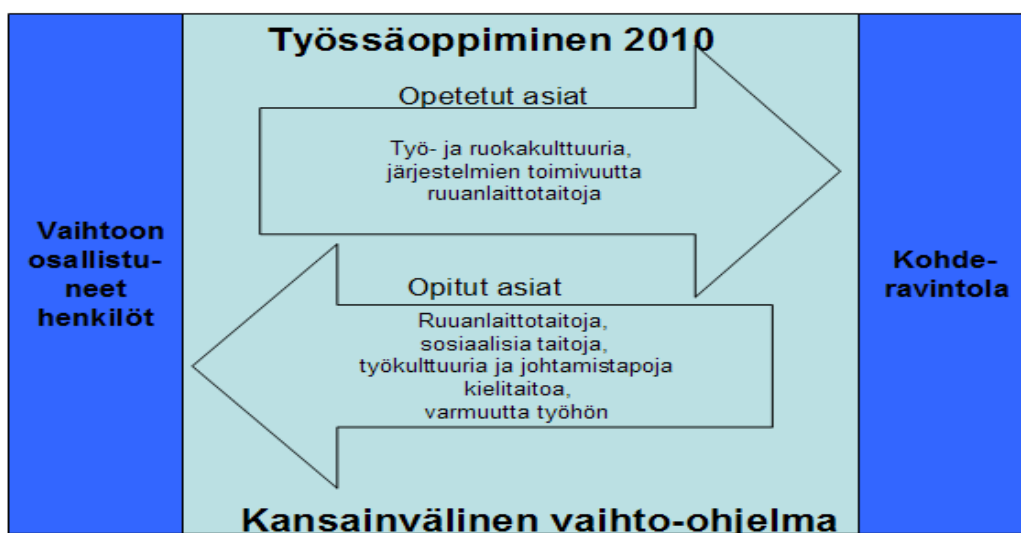 Työssäoppiminen 2010
Opetetut asiat
Työ- ja ruokakulttuuria,
järjestelmien toimivuutta
ruuanlaittotaitoja
Vaihtoon
osallistu-
neet
henkilöt
Kohde-
ravintola
Opitut asiat
Ruuanlaittotaitoja,
sosiaalisia taitoja,
työkulttuuria ja johtamistapoja
kielitaitoa,
varmuutta työhön
Kansainvälinen vaihto-ohjelma